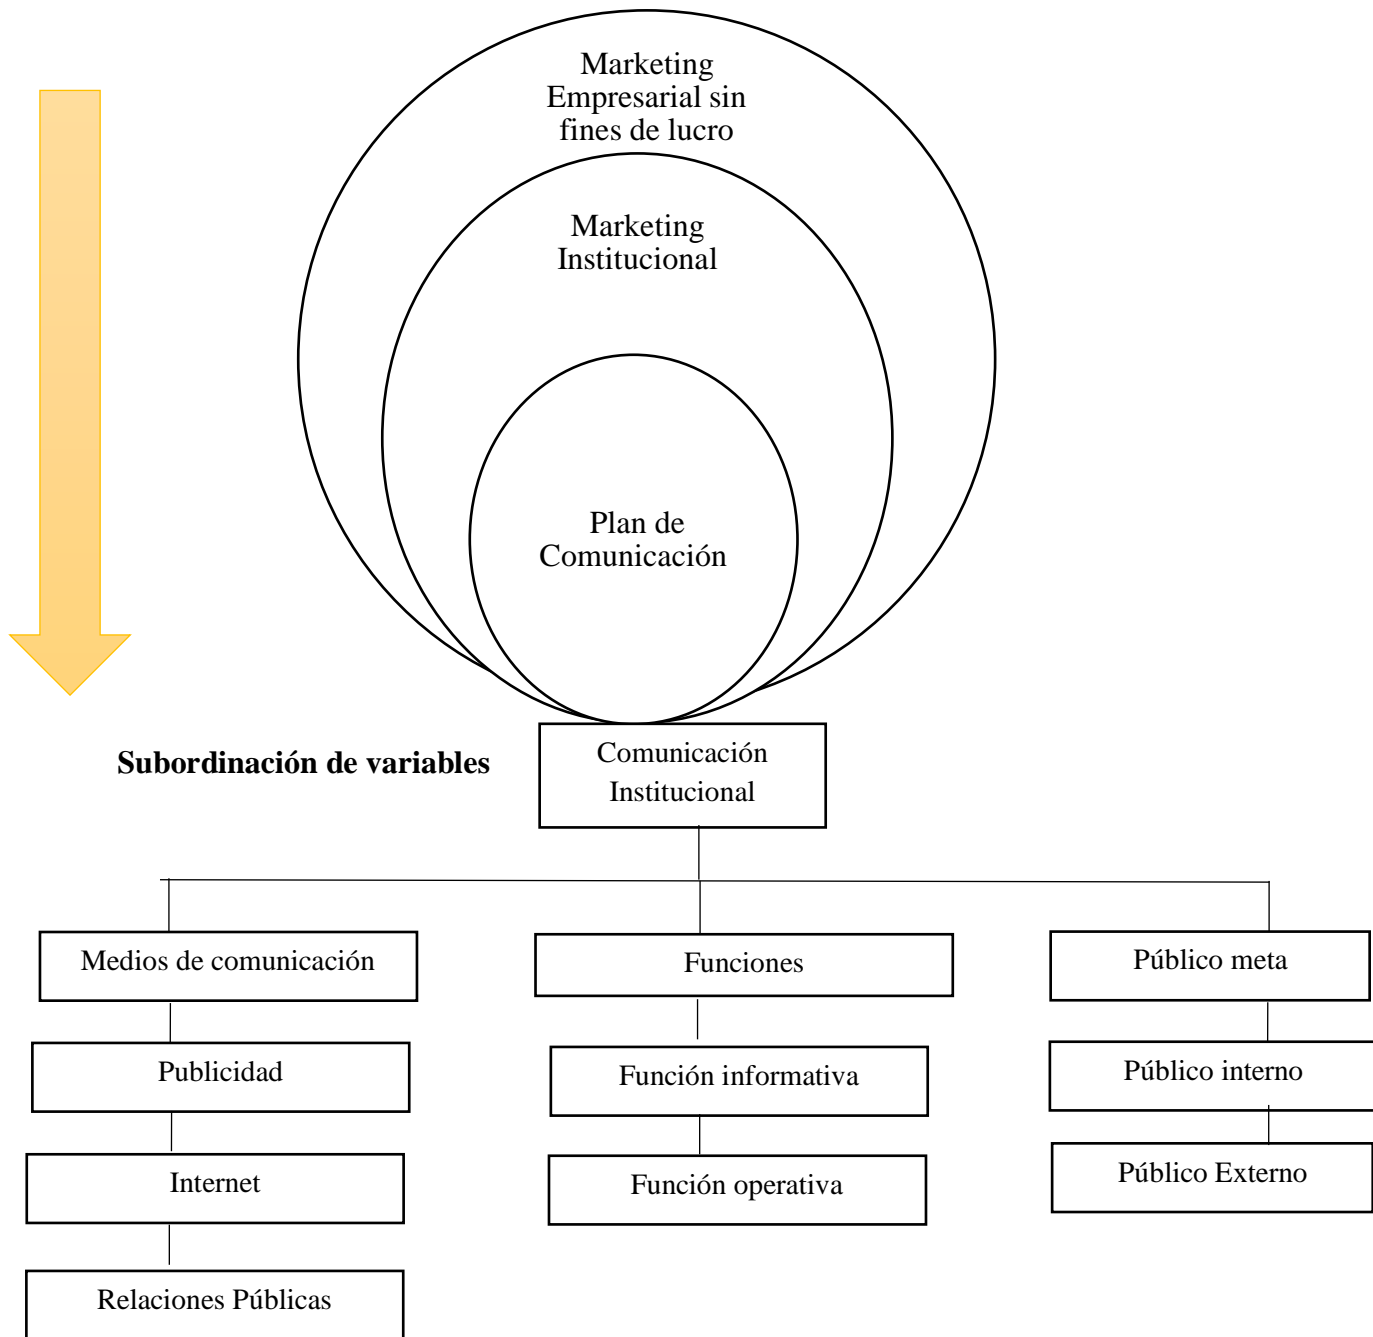 Marketing
Empresarial sin
fines de lucro
Marketing
Institucional
Plan de
Comunicación
Subordinación de variables
Comunicación
Institucional
Medios de comunicación
Funciones
Público meta
Publicidad
Función informativa
Público interno
Internet
Función operativa
Público Externo
Relaciones Públicas